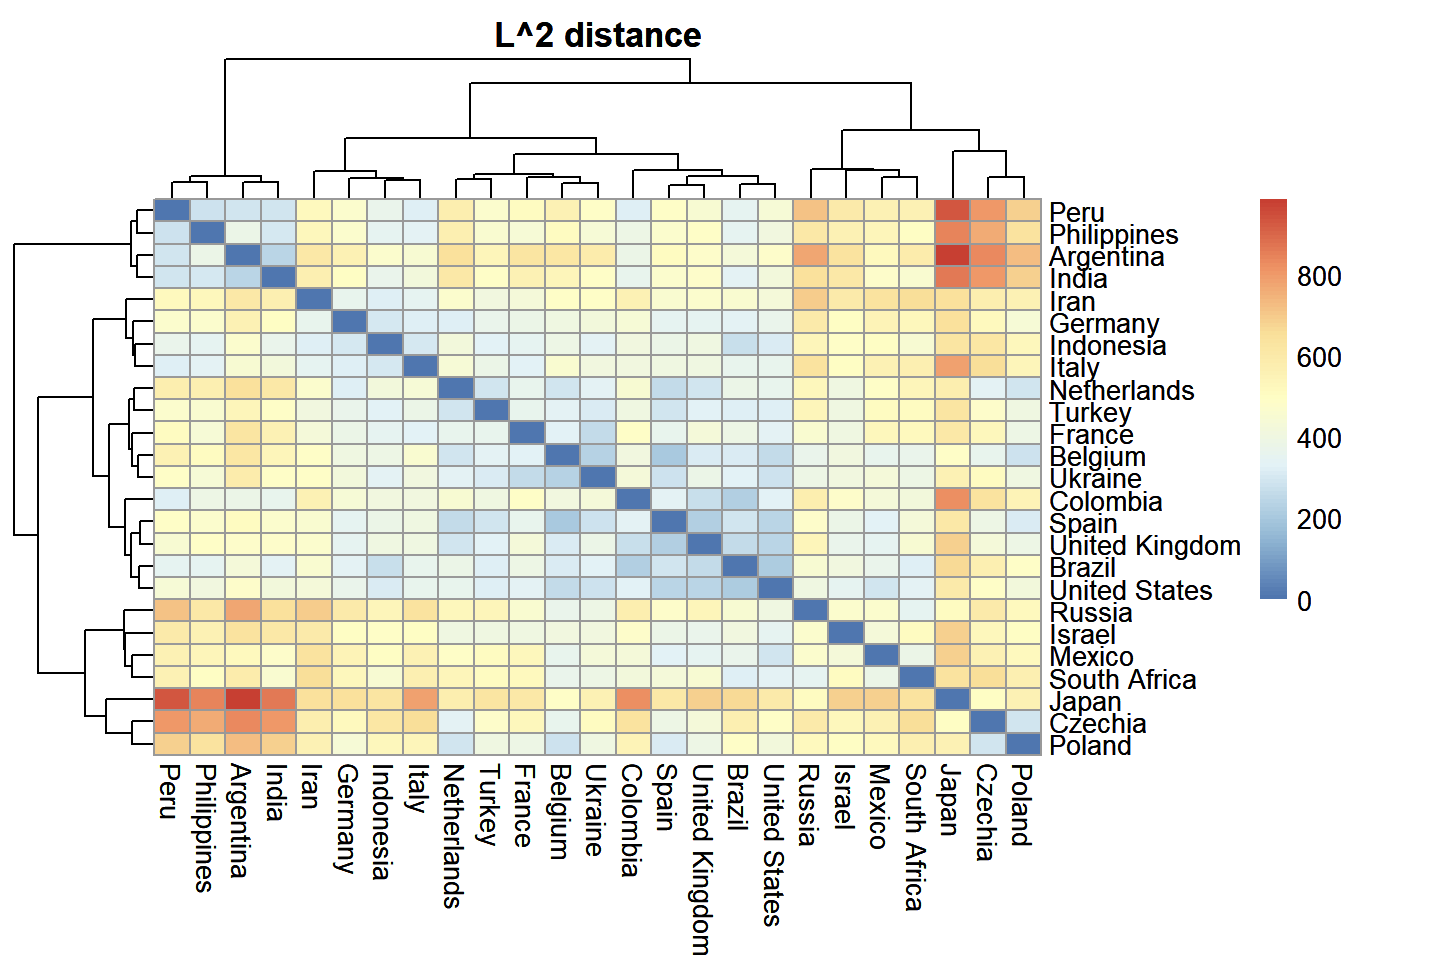 L^2 distance
Peru
Philippines
Argentina
India
Iran
Germany
Indonesia
Italy
Netherlands
Turkey
France
Belgium
Ukraine
Colombia
Spain
United Kingdom
Brazil
United States
Russia
Israel
Mexico
South Africa
Japan
Czechia
Poland
800
600
400
200
0
Peru
Philippines
Argentina
India
Iran
Germany
Indonesia
Italy
Netherlands
Turkey
France
Belgium
Ukraine
Colombia
Spain
United Kingdom
Brazil
United States
Russia
Israel
Mexico
South Africa
Japan
Czechia
Poland